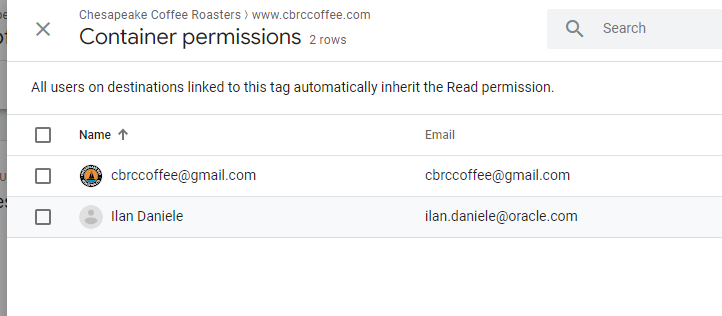 Chesapeake Coffee Roasters 〉 www.cbrccoffee.com
Container permissions 2 rows
Search
All users on destinations linked to this tag automatically inherit the Read permission.
Name ↑ Email
cbrccoffee@gmail.com cbrccoffee@gmail.com
Ilan Daniele ilan.daniele@oracle.com